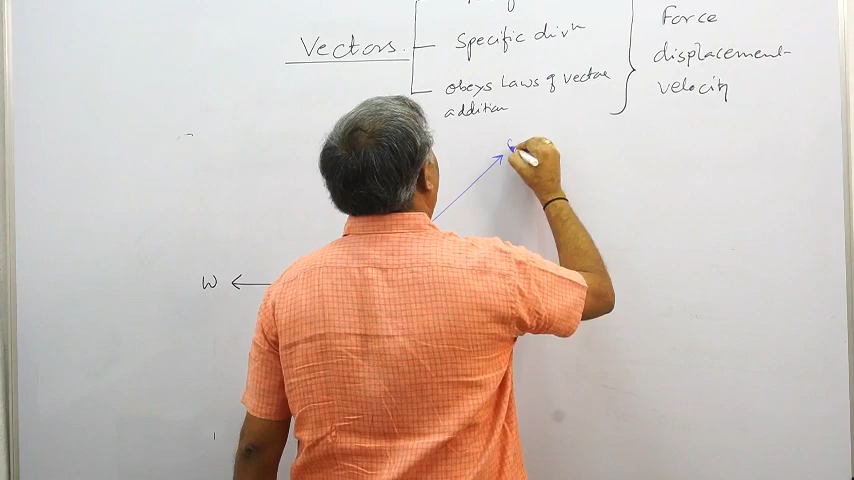 Vectors.
Specific dirⁿ
obeys Laws of vector
addition
Force
displacement
velocity
W